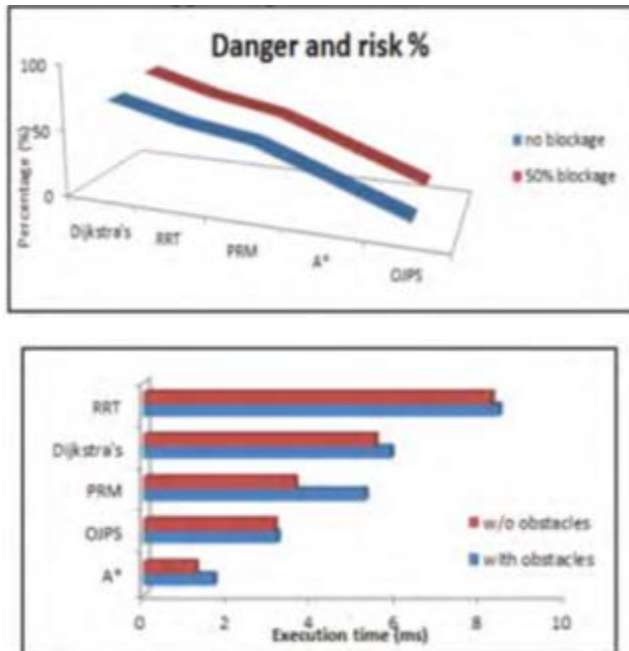 Danger and risk %
100
50
0
Percentage (%)
Dijkstra's
RRT
PRM
A*
OJPS
no blockage
50% blockage
RRT
Dijkstra's
PRM
OJPS
A*
w/o obstacles
with obstacles
0 2 4 6 8 10
Execution time (ms)